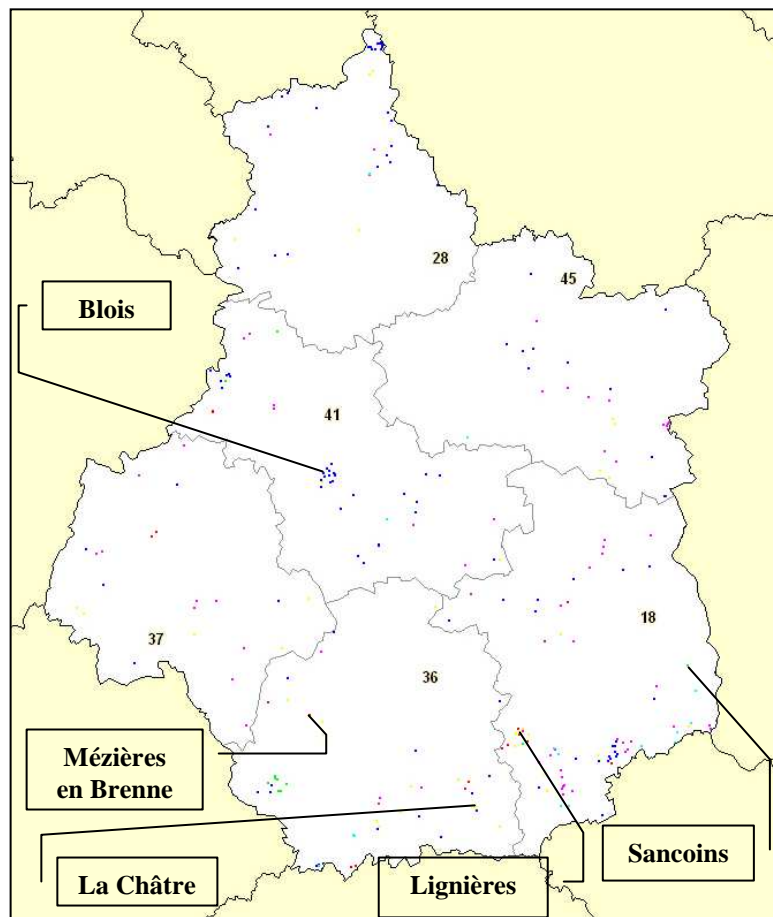 28
45
Blois
41
18
37
36
Mézières
en Brenne
Sancoins
La Châtre
Lignières